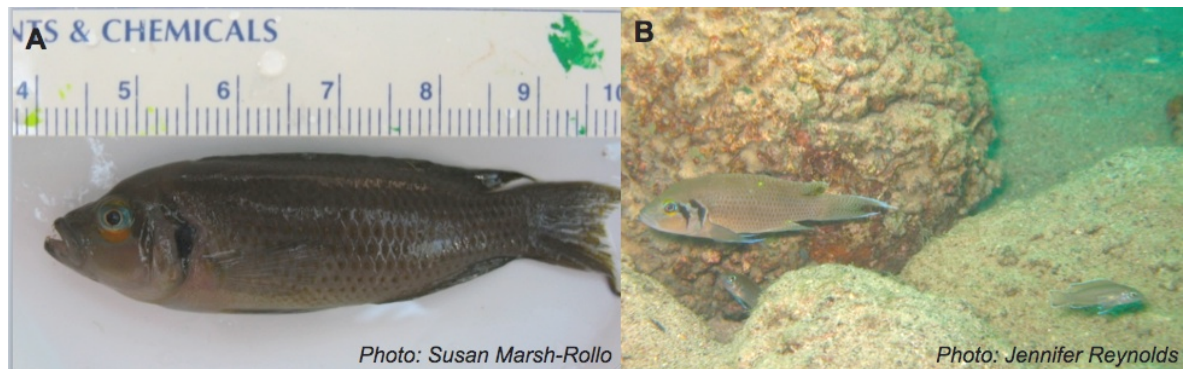 A
NTS & CHEMICALS
4 5 6 7 8 9 10
Photo: Susan Marsh-Rollo
B
Photo: Jennifer Reynolds